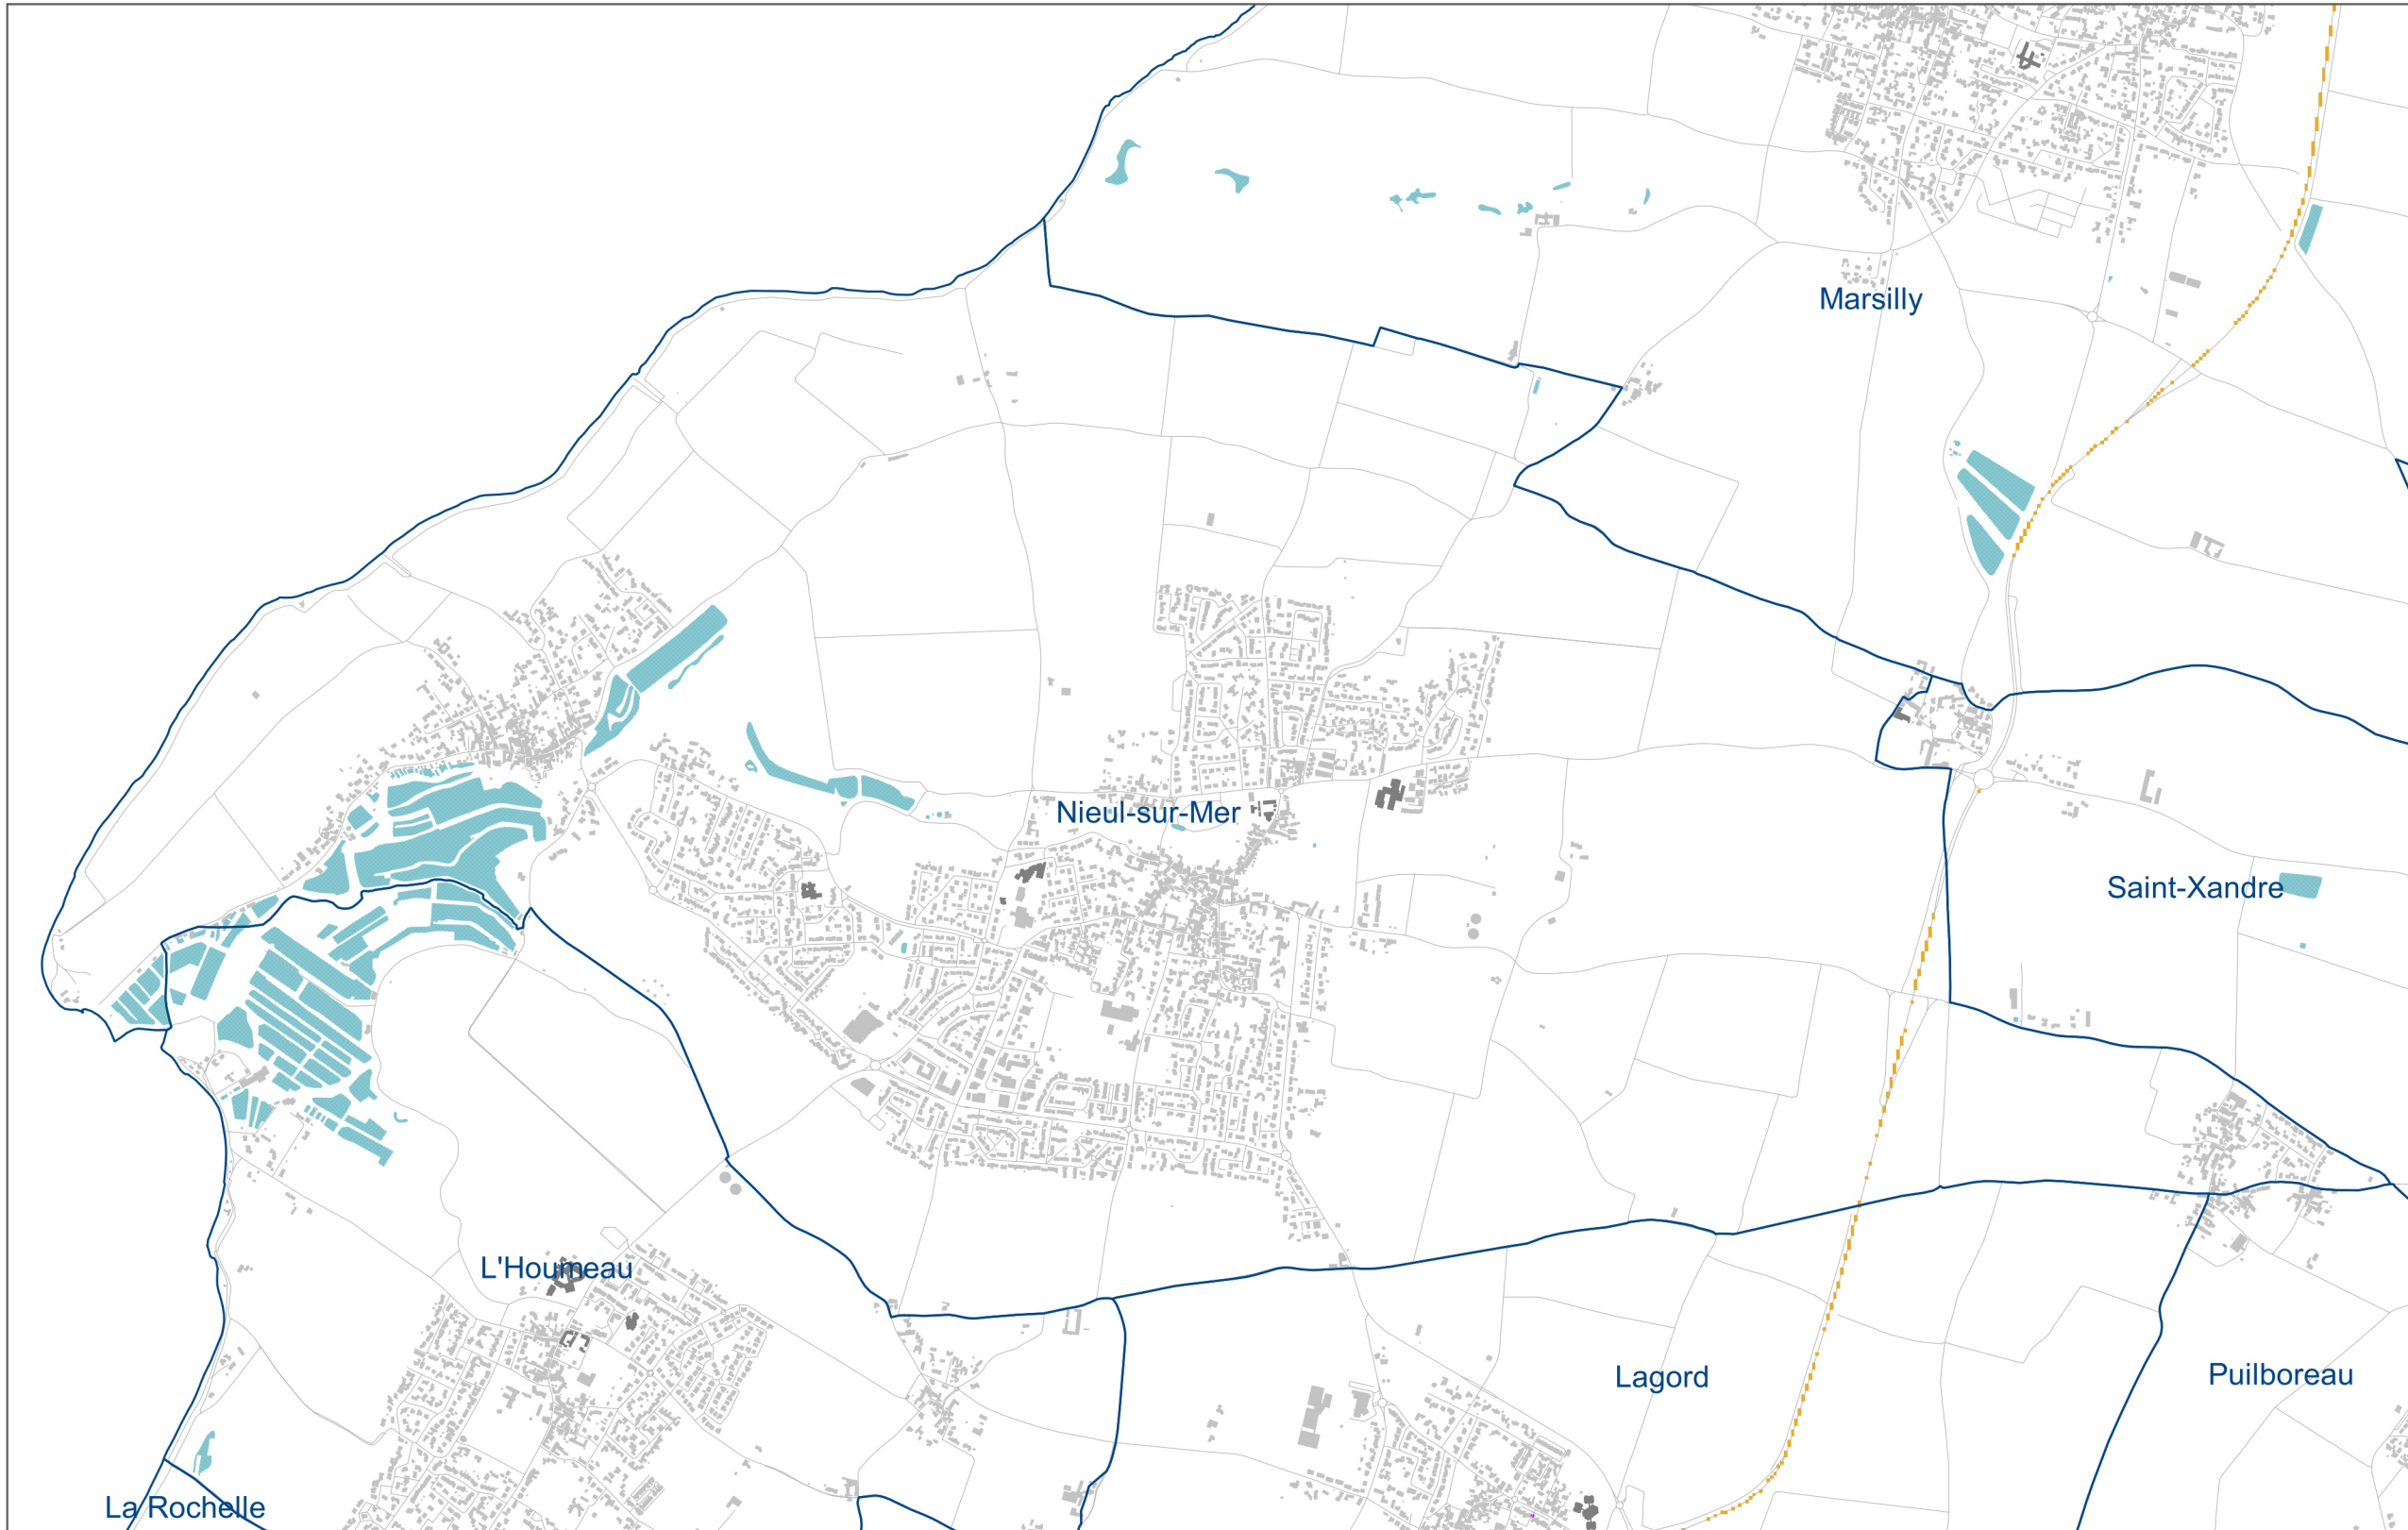 Marsilly
Nieul-sur-Mer
Saint-Xandre
L'Houmeau
Lagord
Puilboreau
La Rochelle